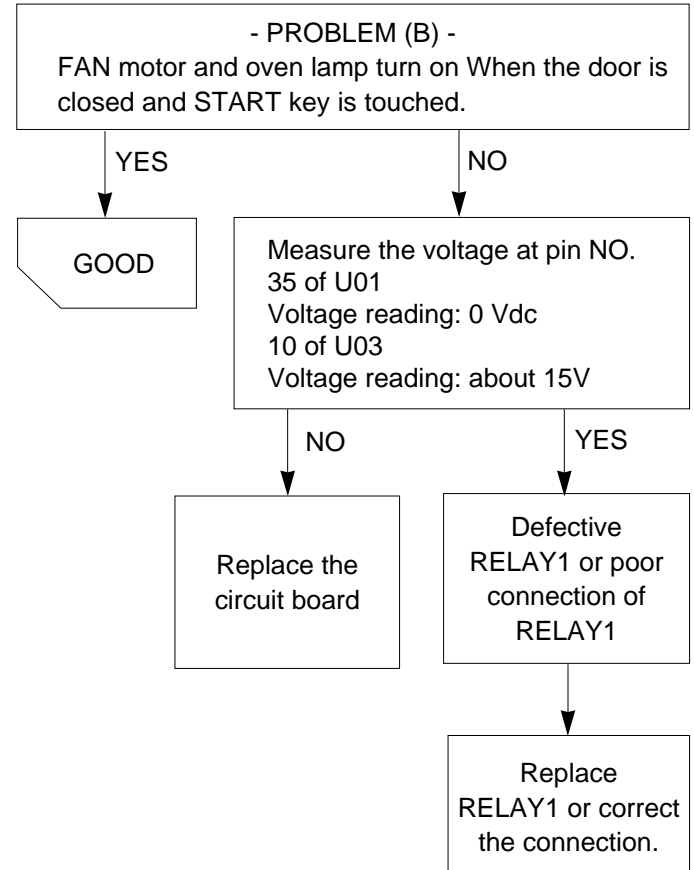 - PROBLEM (B) -
FAN motor and oven lamp turn on When the door is
closed and START key is touched.
YES
NO
GOOD
Measure the voltage at pin NO.
35 of U01
Voltage reading: 0 Vdc
10 of U03
Voltage reading: about 15V
NO
YES
Replace the
circuit board
Defective
RELAY1 or poor
connection of
RELAY1
Replace
RELAY1 or correct
the connection.